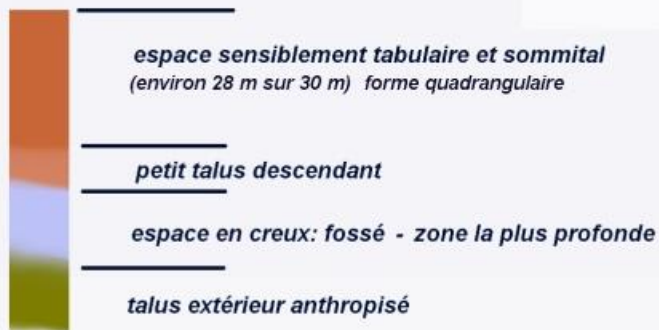 espace sensiblement tabulaire et sommital
(environ 28 m sur 30 m) forme quadrangulaire
petit talus descendant
espace en creux: fossé - zone la plus profonde
talus extérieur anthropisé